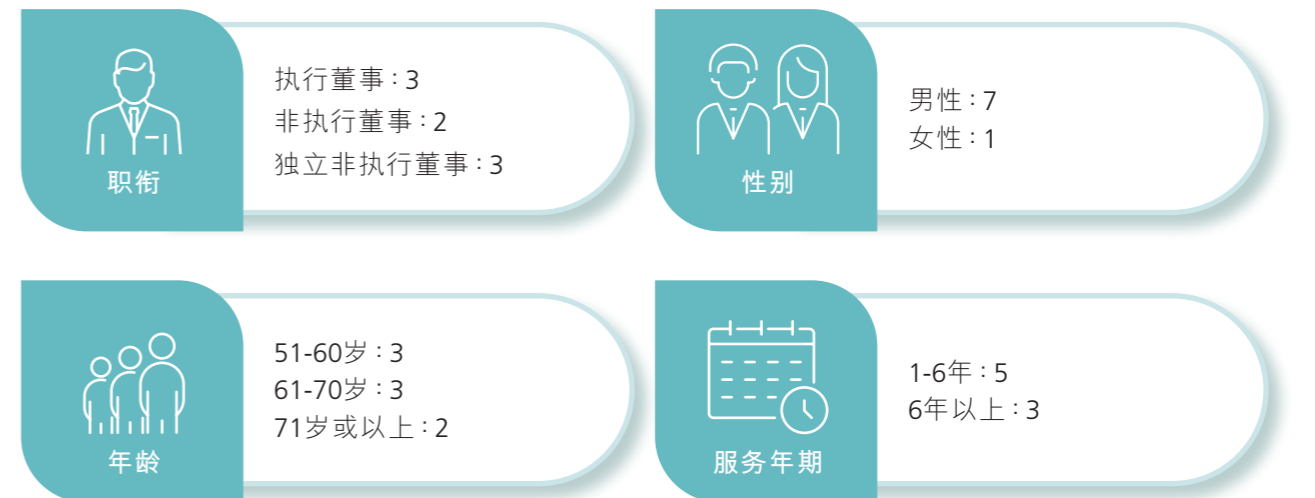 职衔
执行董事：3
非执行董事：2
独立非执行董事：3
性别
男性：7
女性：1
年龄
51-60岁：3
61-70岁：3
71岁或以上：2
服务年期
1-6年：5
6年以上：3